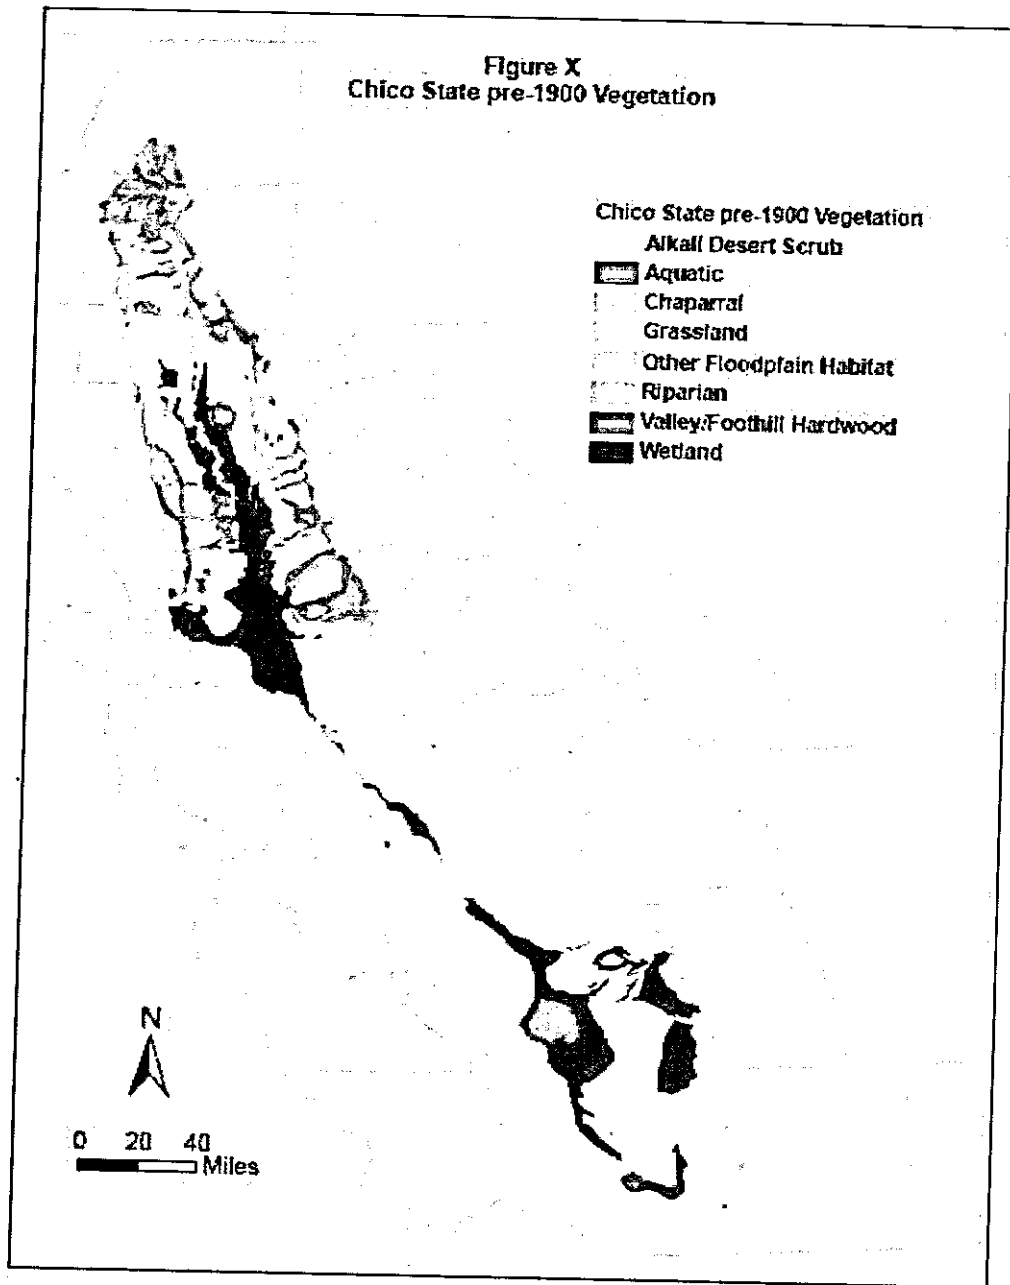 Figure X
Chico State pre-1900 Vegetation
Chico State pre-1900 Vegetation
Alkali Desert Scrub
Aquatic
Chaparral
Grassland
Other Floodplain Habitat
Riparian
Valley/Foothill Hardwood
Wetland
N
0 20 40
Miles